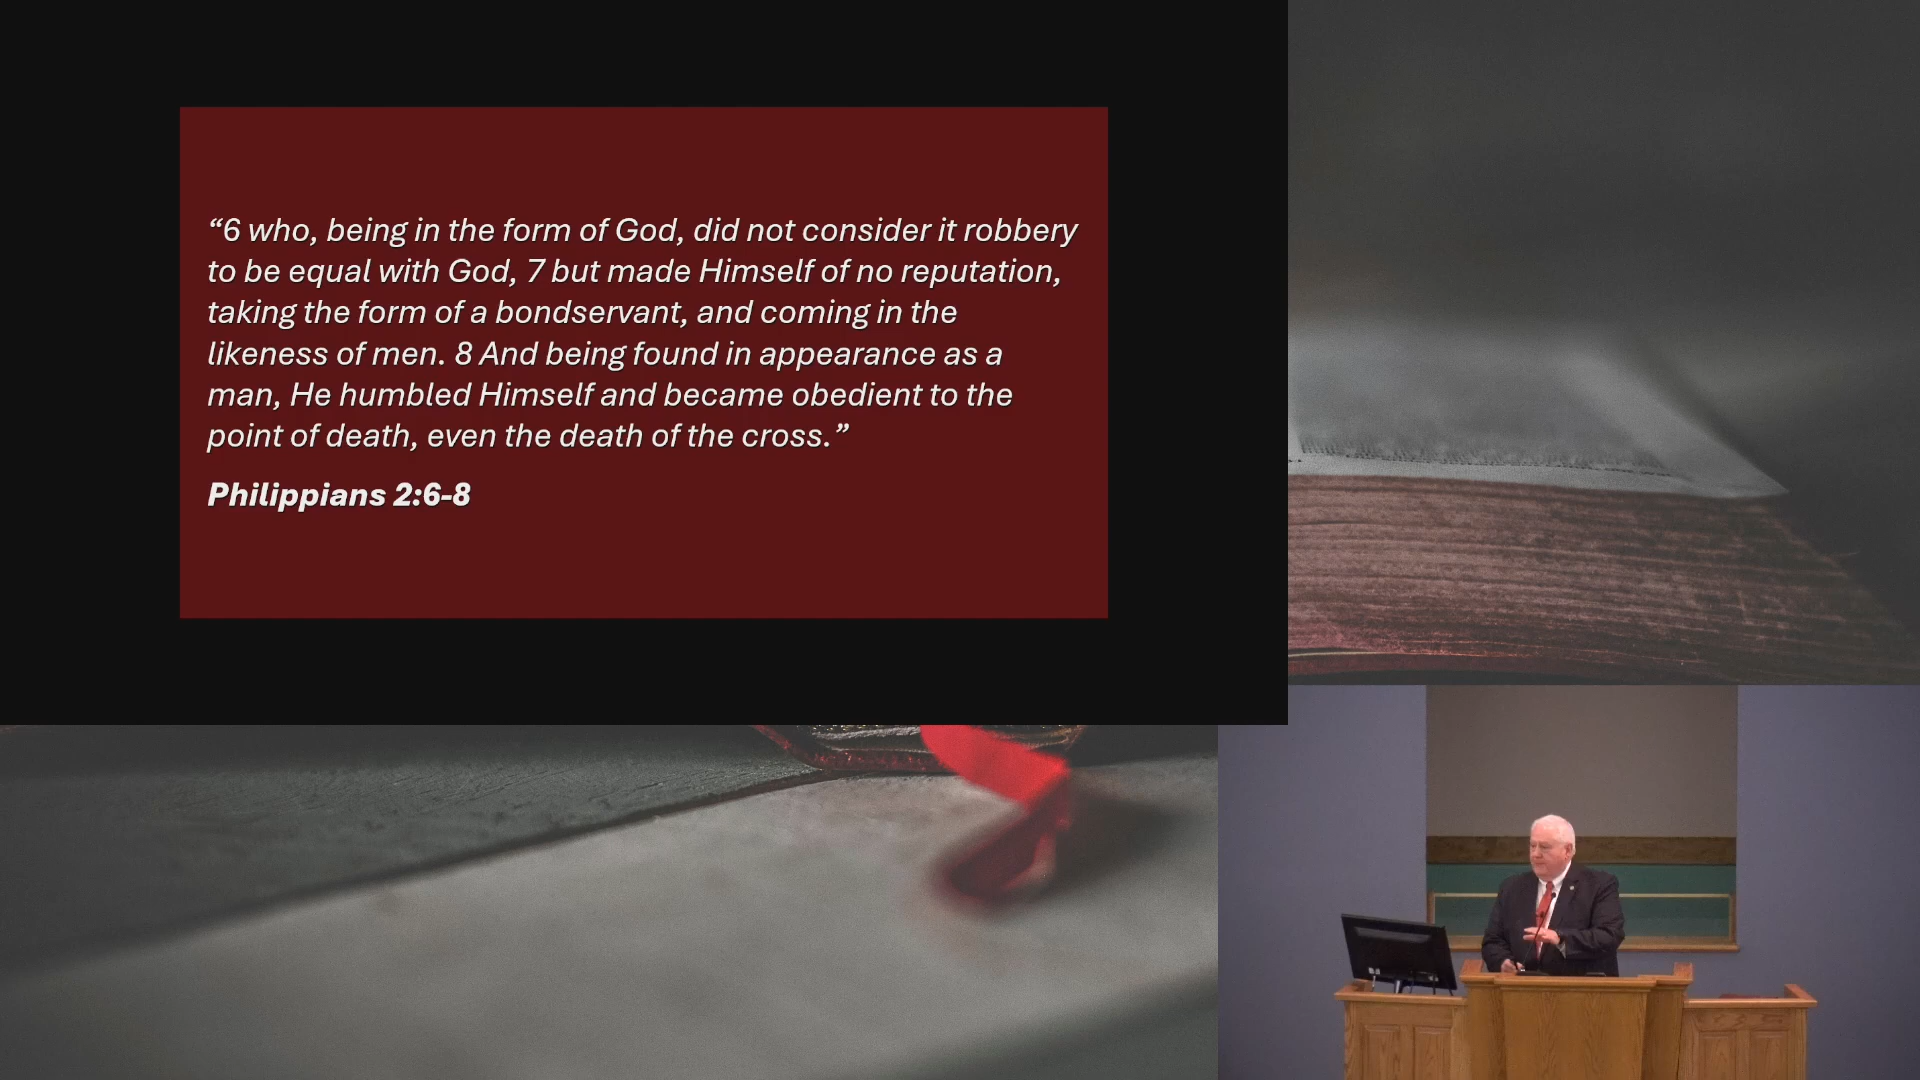 “6 who, being in the form of God, did not consider it robbery
to be equal with God, 7 but made Himself of no reputation,
taking the form of a bondservant, and coming in the
likeness of men. 8 And being found in appearance as a
man, He humbled Himself and became obedient to the
point of death, even the death of the cross.”
Philippians 2:6-8